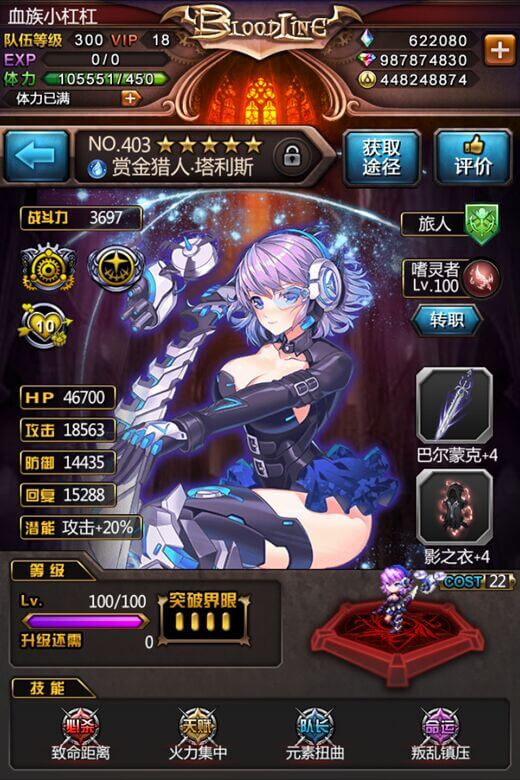 血族小杠杠
BLOODLINE
队伍等级 300 VIP 18
622080
EXP 0/0
987874830
体力 105551/450
448248874
体力已满
NO.403
赏金猎人·塔利斯
获取途径
评价
战斗力 3697
旅人
嗜灵者
Lv.100
10
转职
HP 46700
攻击 18563
防御 14435
回复 15288
潜能 攻击+20%
巴尔蒙克+4
影之衣+4
等级
COST 22
Lv. 100/100
突破界限
升级还需 0
技能
必杀
天赋
队长
命运
致命距离
火力集中
元素扭曲
叛乱镇压